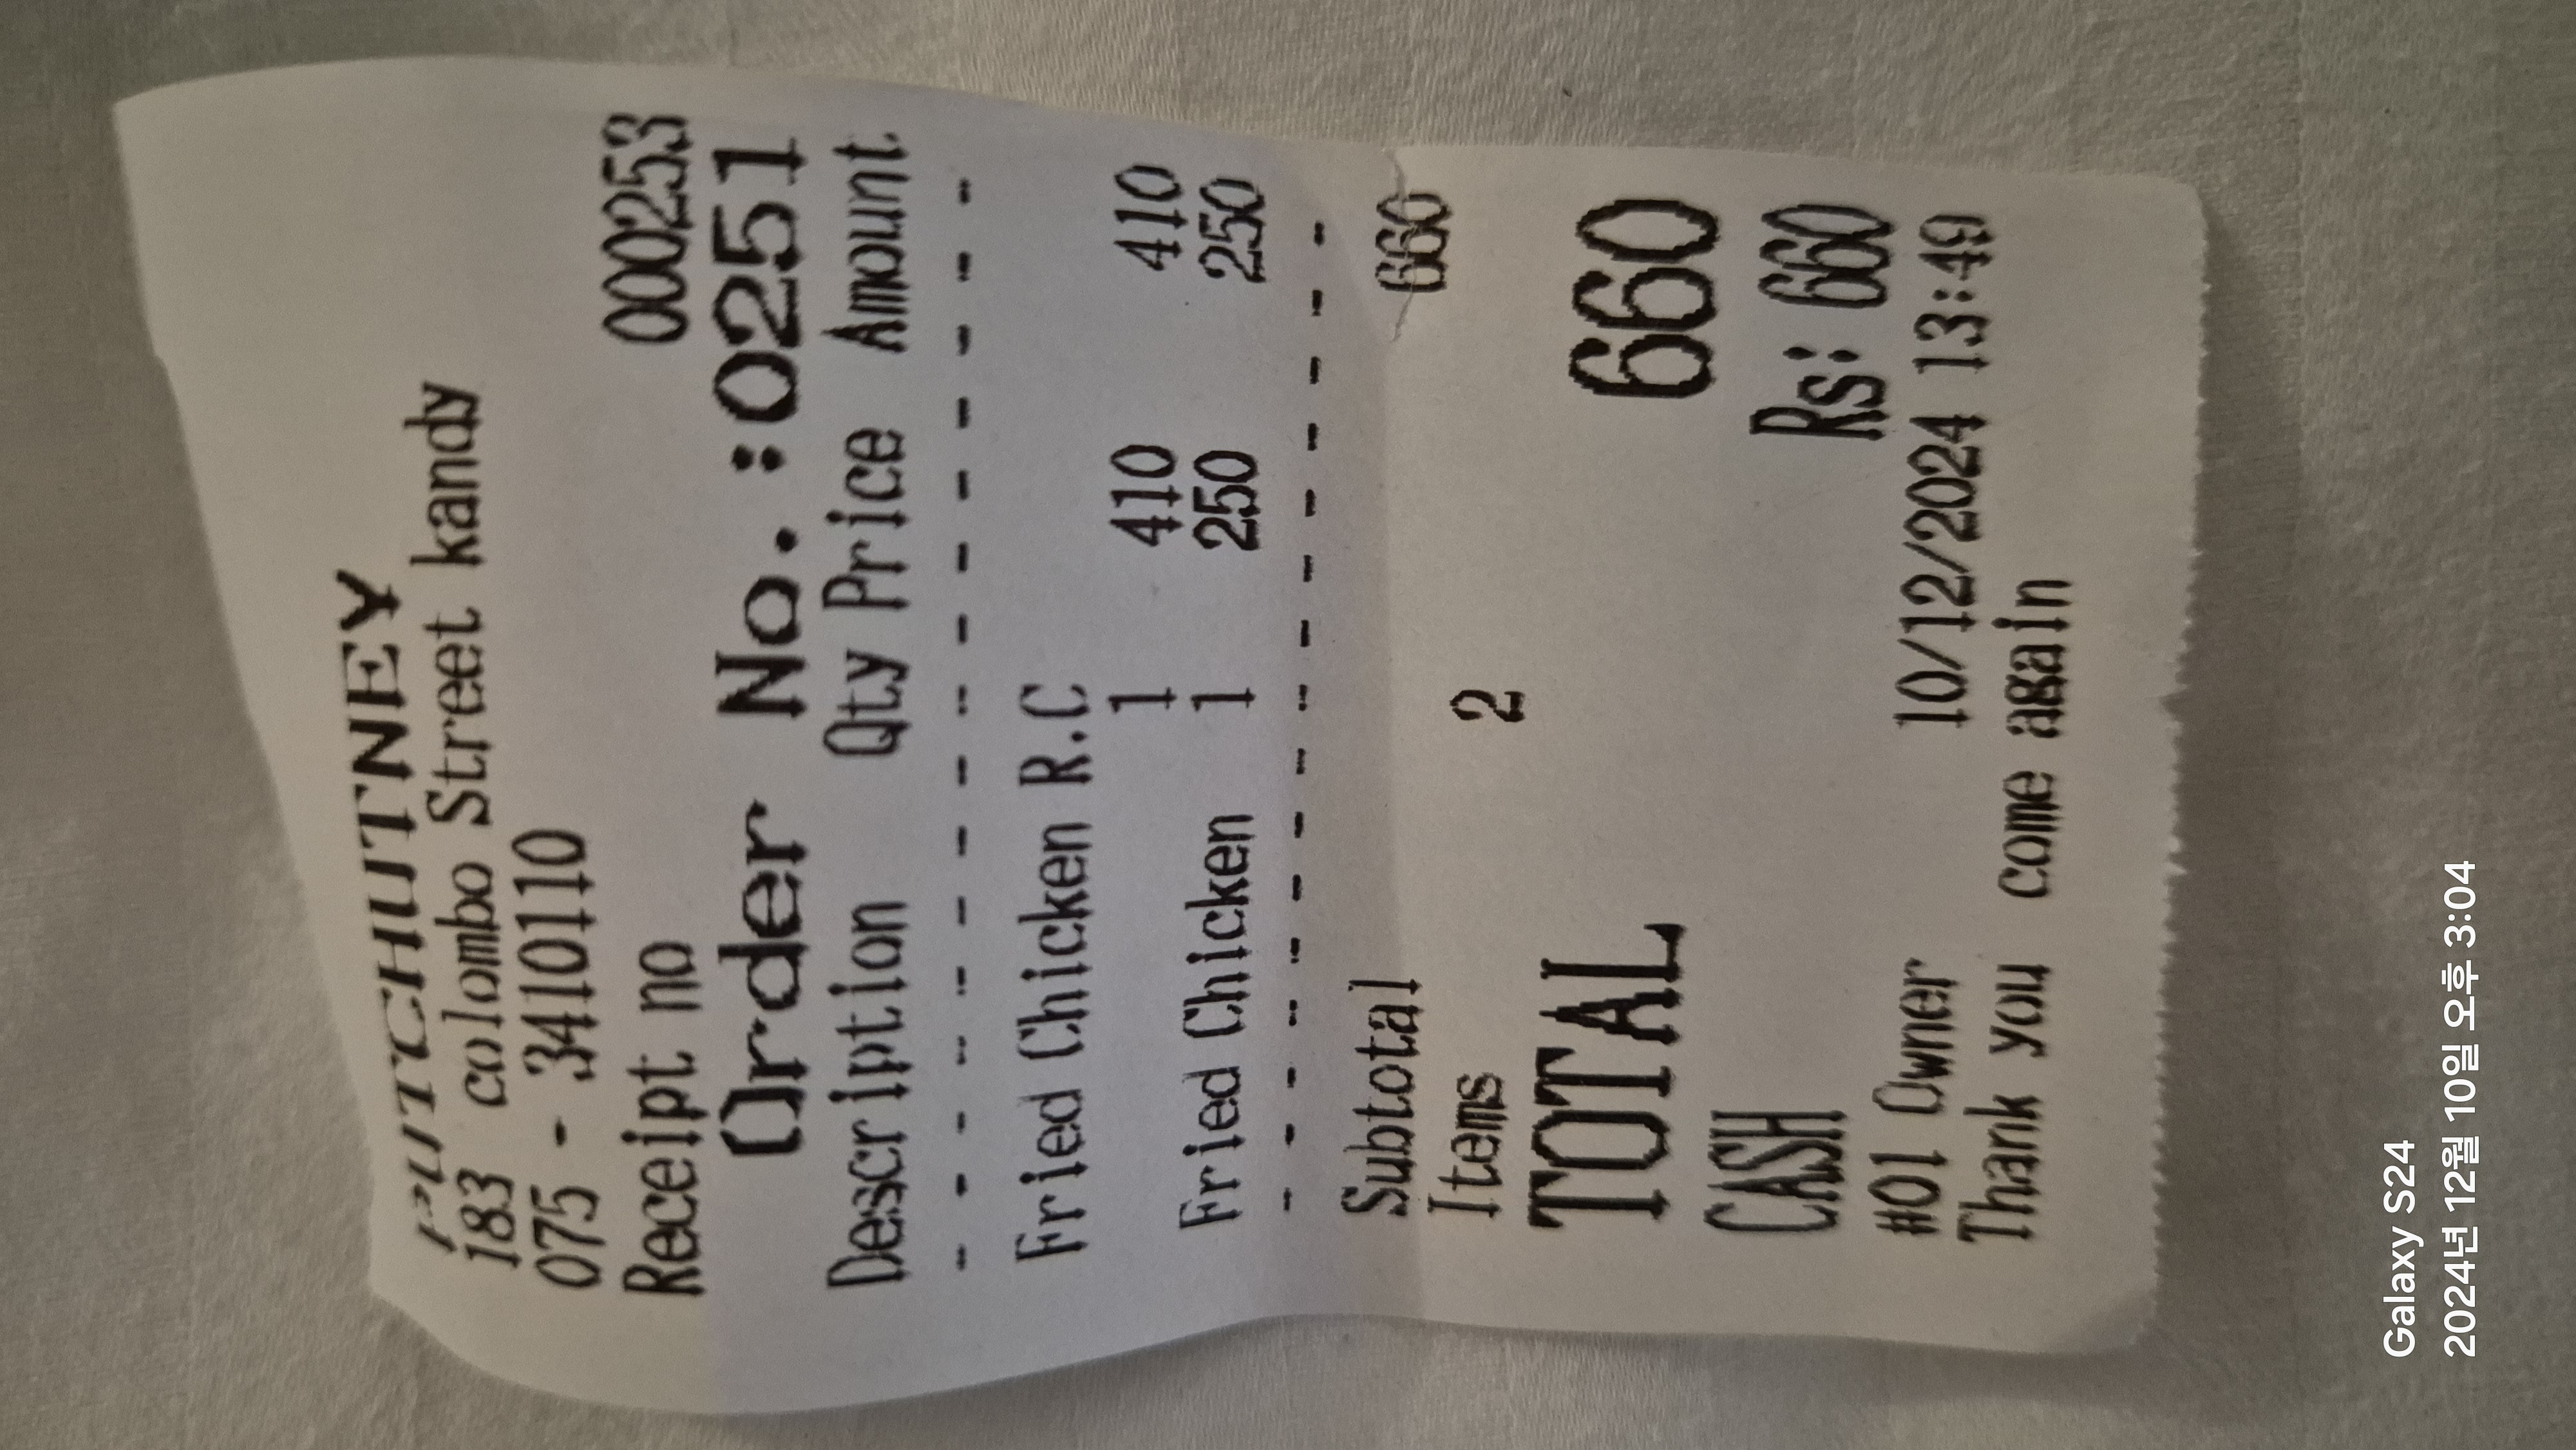 PUTCHUTNEY
183 colombo Street kandy
075 - 3410110
Receipt no 000253
Order No. :0251
Description Qty Price Amount
Fried Chicken R.C
1 410 410
Fried Chicken 1 250 250
Subtotal 660
Items 2
TOTAL 660
CASH Rs: 660
#01 Owner 10/12/2024 13:49
Thank you come again
Galaxy S24
2024년 12월 10일 오후 3:04